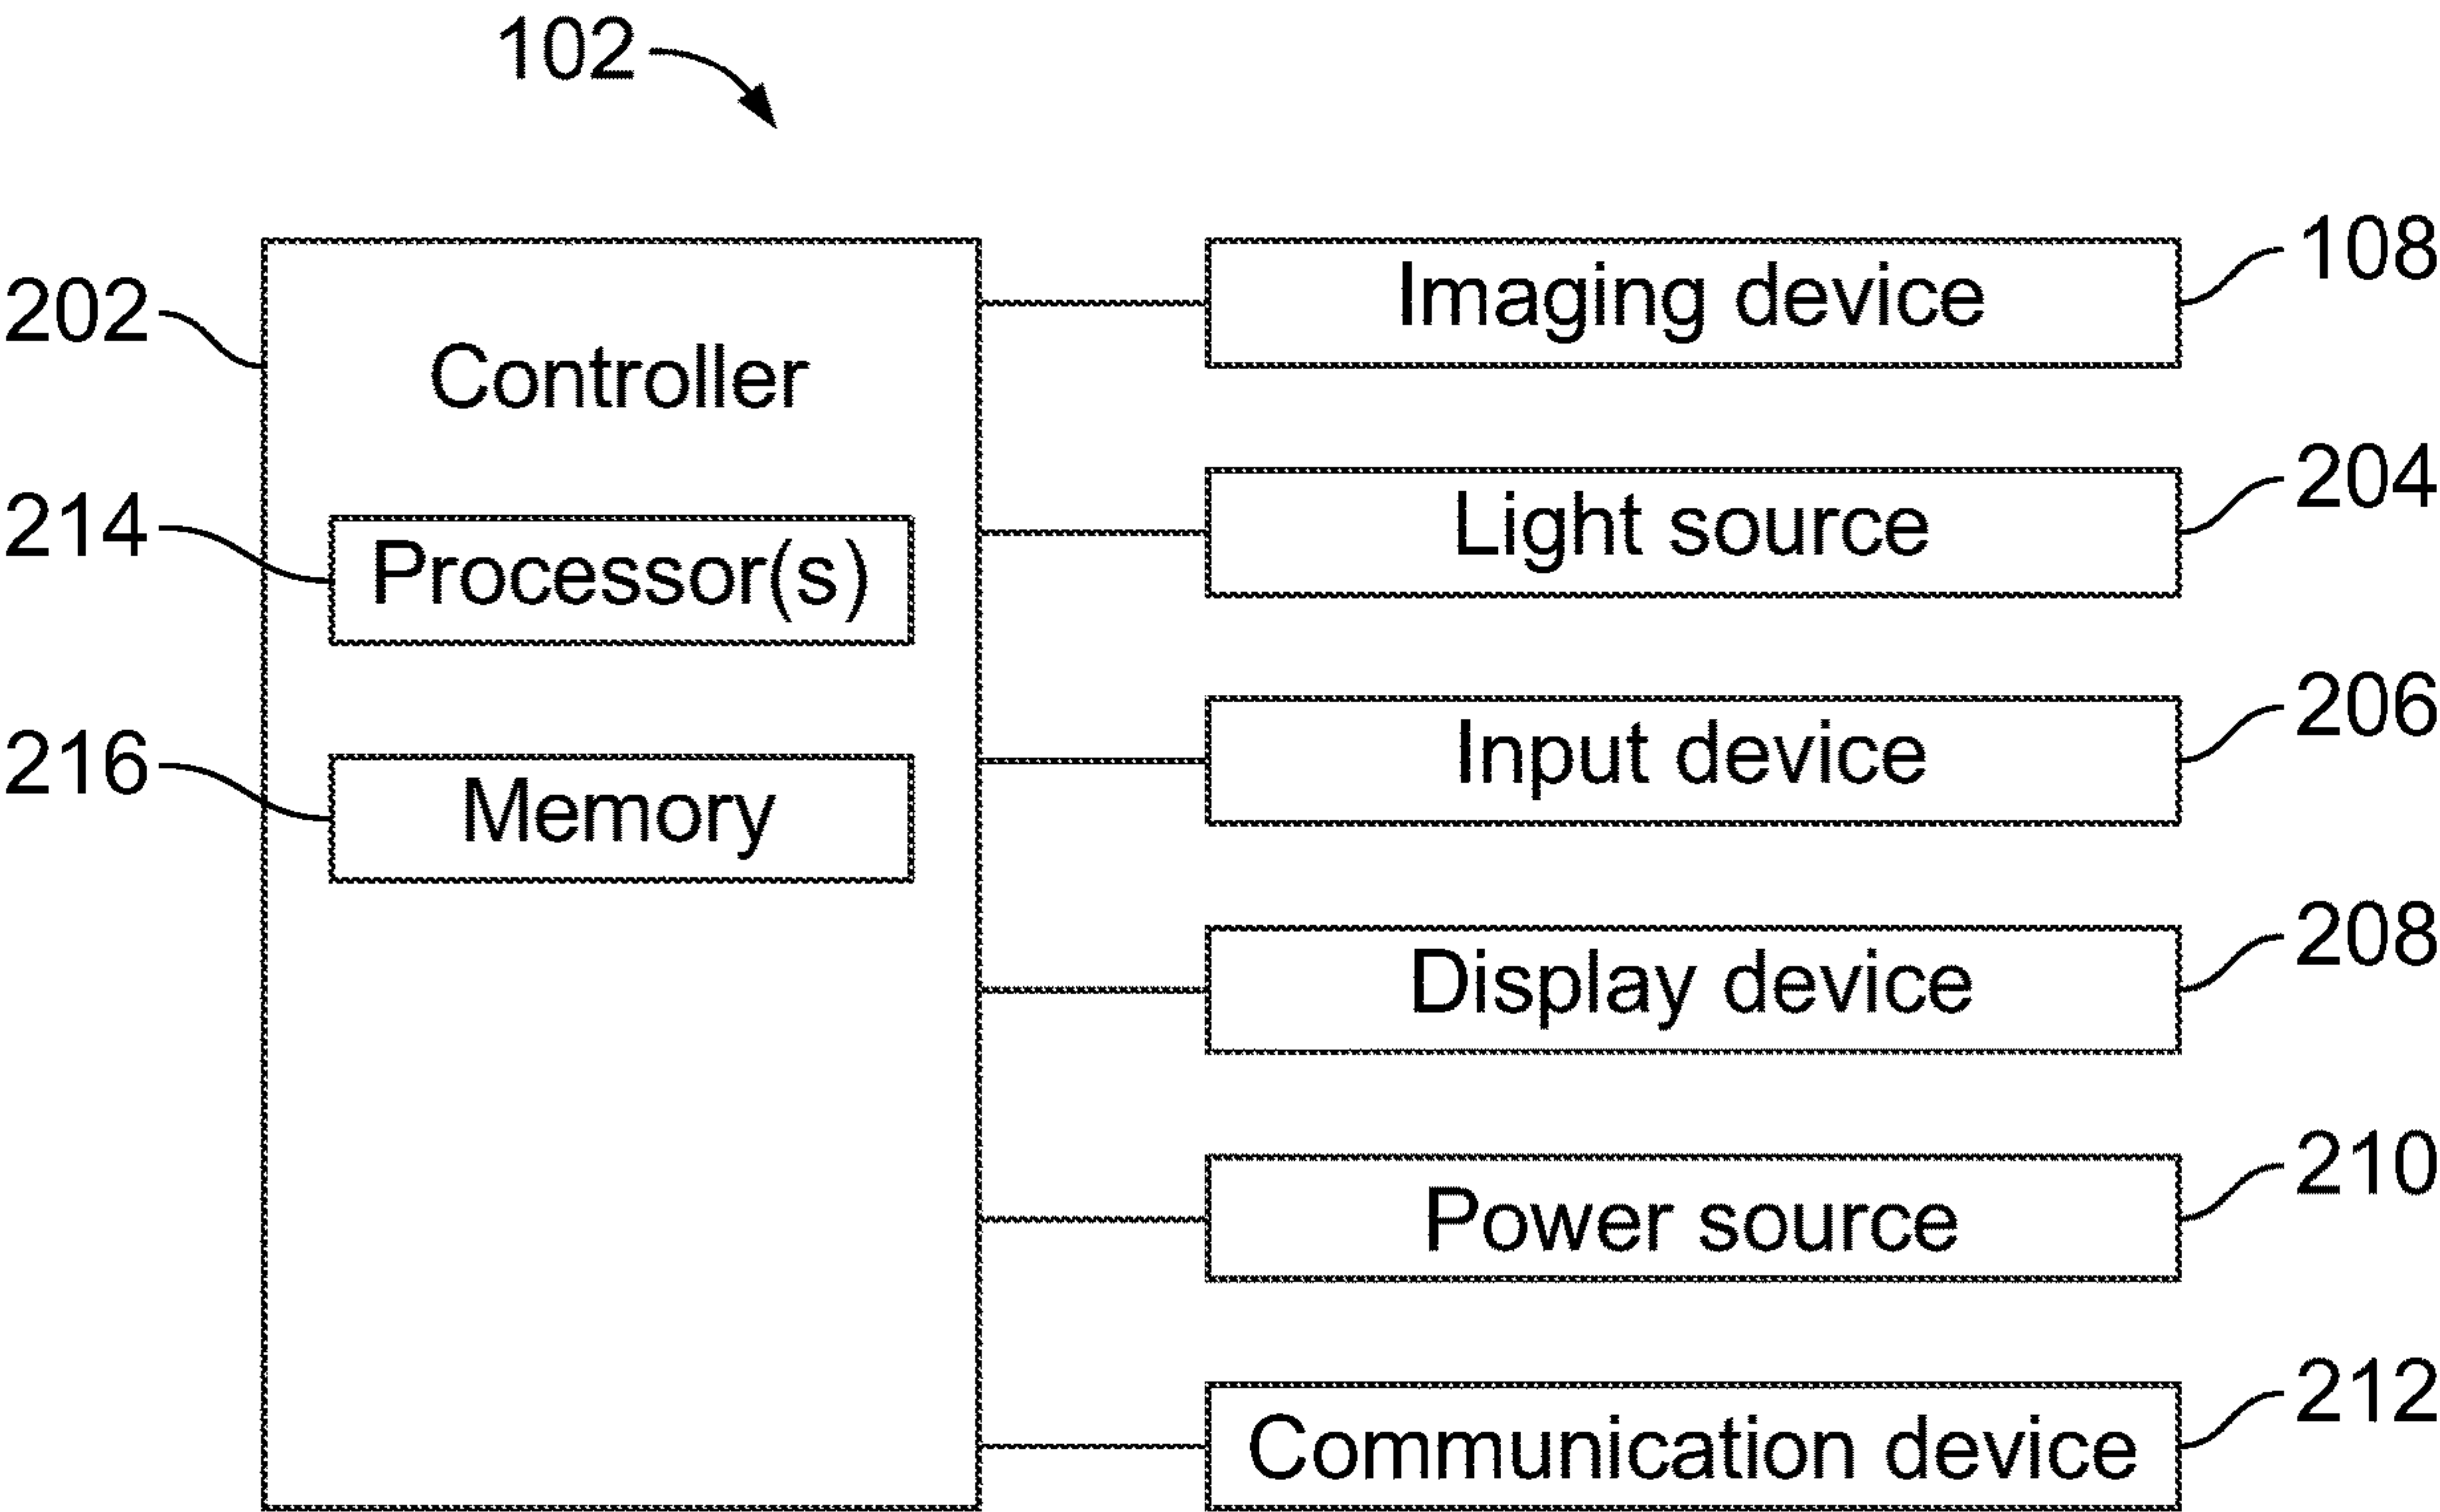 102
202
Controller
214
Processor(s)
216
Memory
Imaging device
108
Light source
204
Input device
206
Display device
208
Power source
210
Communication device
212